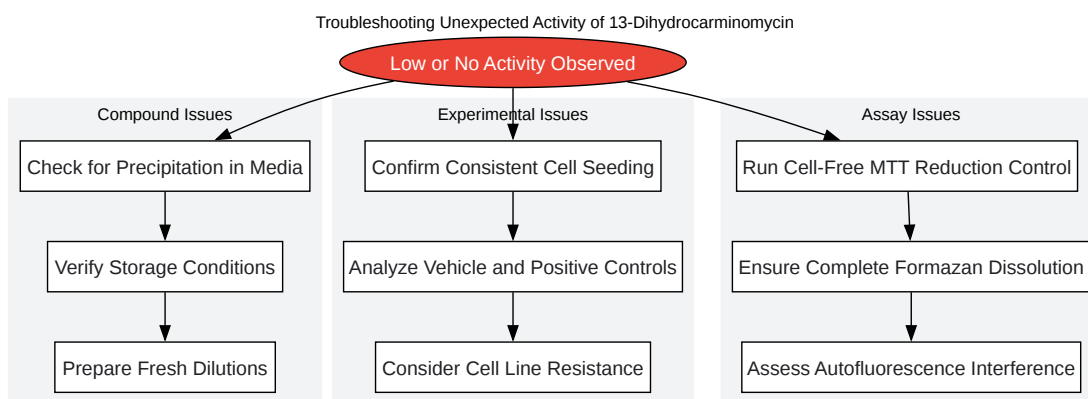 Troubleshooting Unexpected Activity of 13-Dihydrocarminomycin
Low or No Activity Observed
Compound Issues
Experimental Issues
Assay Issues
Check for Precipitation in Media
Confirm Consistent Cell Seeding
Run Cell-Free MTT Reduction Control
Verify Storage Conditions
Analyze Vehicle and Positive Controls
Ensure Complete Formazan Dissolution
Prepare Fresh Dilutions
Consider Cell Line Resistance
Assess Autofluorescence Interference